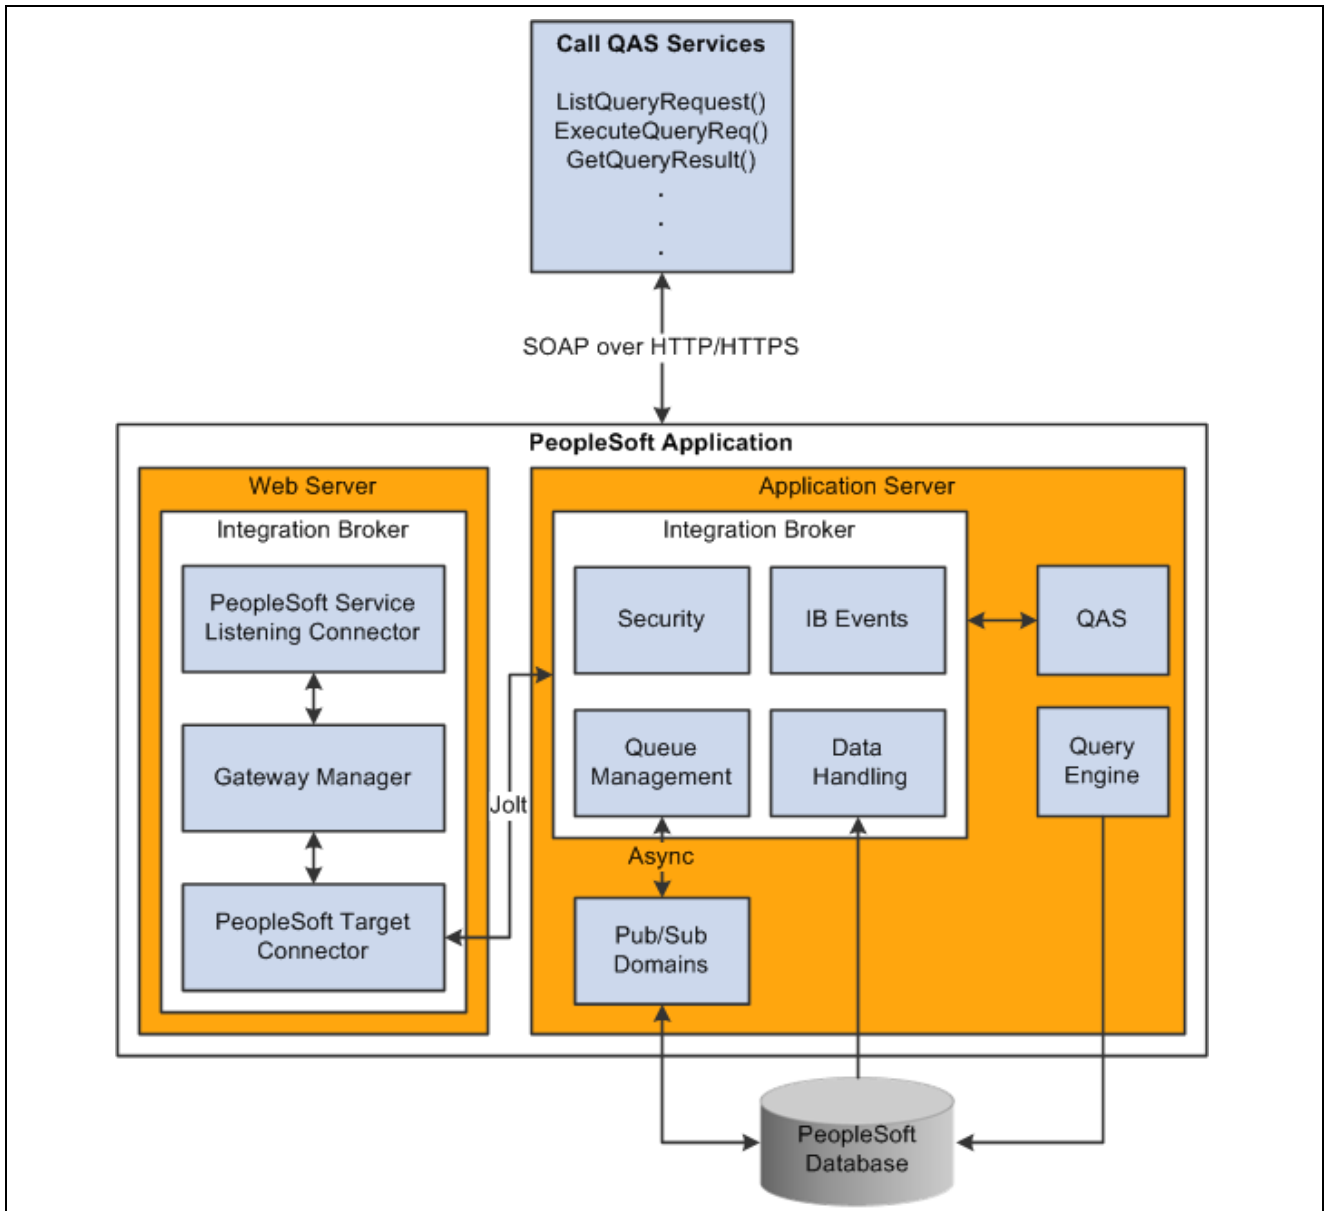 Call QAS Services
ListQueryRequest()
ExecuteQueryReq()
GetQueryResult()
.
.
.
SOAP over HTTP/HTTPS
PeopleSoft Application
Web Server
Integration Broker
PeopleSoft Service
Listening Connector
Gateway Manager
PeopleSoft Target
Connector
Jolt
Application Server
Integration Broker
Security
IB Events
Queue
Management
Data
Handling
QAS
Query
Engine
Async
Pub/Sub
Domains
PeopleSoft
Database